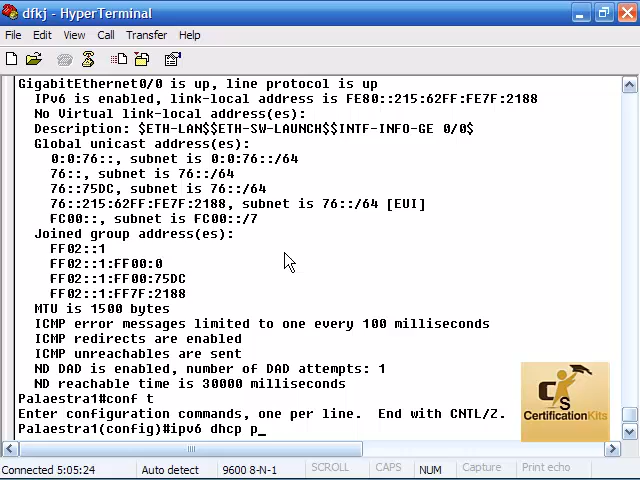 dfkj - HyperTerminal
File Edit View Call Transfer Help
GigabitEthernet0/0 is up, line protocol is up
IPv6 is enabled, link-local address is FE80::215:62FF:FE7F:2188
No Virtual link-local address(es):
Description: $ETH-LAN$$ETH-SW-LAUNCH$$INTF-INFO-GE 0/0$
Global unicast address(es):
0:0:76::, subnet is 0:0:76::/64
76::, subnet is 76::/64
76::75DC, subnet is 76::/64
76::215:62FF:FE7F:2188, subnet is 76::/64 [EUI]
FC00::, subnet is FC00::/7
Joined group address(es):
FF02::1
FF02::1:FF00:0
FF02::1:FF00:75DC
FF02::1:FF7F:2188
MTU is 1500 bytes
ICMP error messages limited to one every 100 milliseconds
ICMP redirects are enabled
ICMP unreachables are sent
ND DAD is enabled, number of DAD attempts: 1
ND reachable time is 30000 milliseconds
Palaestra1#conf t
Enter configuration commands, one per line. End with CNTL/Z.
Palaestra1(config)#ipv6 dhcp p_
CS
CertificationKits
Connected 5:05:24 Auto detect 9600 8-N-1 SCROLL CAPS NUM Capture Print echo